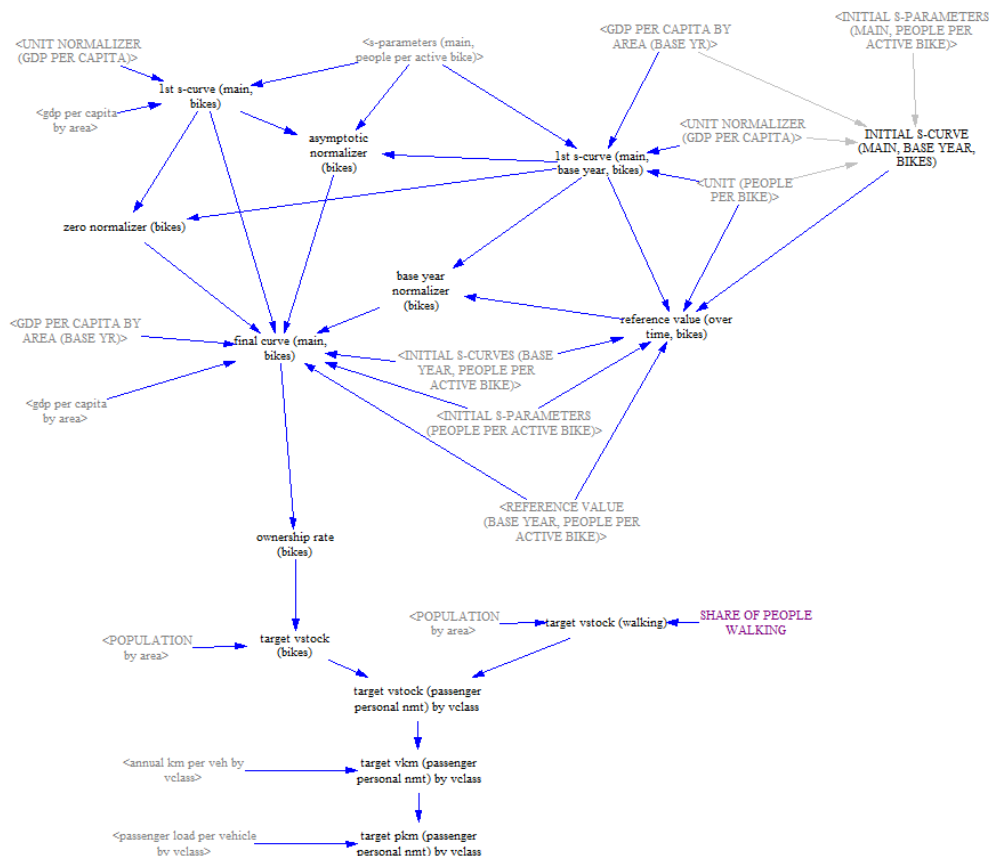 <INITIAL S-PARAMETERS
(MAIN, PEOPLE PER
ACTIVE BIKE)>
<GDP PER CAPITA BY
AREA (BASE YR)>
<UNIT NORMALIZER
(GDP PER CAPITA)>
<s-parameters (main,
people per active bike)>
1st s-curve (main,
bikes)
<gdp per capita
by area>
asymptotic
normalizer
(bikes)
<UNIT NORMALIZER
(GDP PER CAPITA)>
INITIAL S-CURVE
(MAIN, BASE YEAR,
BIKES)
1st s-curve (main,
base year, bikes)
<UNIT (PEOPLE
PER BIKE)>
zero normalizer (bikes)
base year
normalizer
(bikes)
reference value (over
time, bikes)
<GDP PER CAPITA BY
AREA (BASE YR)>
final curve (main,
bikes)
<INITIAL S-CURVES (BASE
YEAR, PEOPLE PER
ACTIVE BIKE)>
<gdp per capita
by area>
<INITIAL S-PARAMETERS
(PEOPLE PER ACTIVE BIKE)>
<REFERENCE VALUE
(BASE YEAR, PEOPLE PER
ACTIVE BIKE)>
ownership rate
(bikes)
<POPULATION
by area>
target vstock (walking)
SHARE OF PEOPLE
WALKING
<POPULATION
by area>
target vstock
(bikes)
target vstock (passenger
personal nmt) by vclass
<annual km per veh by
vclass>
target vkm (passenger
personal nmt) by vclass
<passenger load per vehicle
by vclass>
target pkm (passenger
personal nmt) by vclass